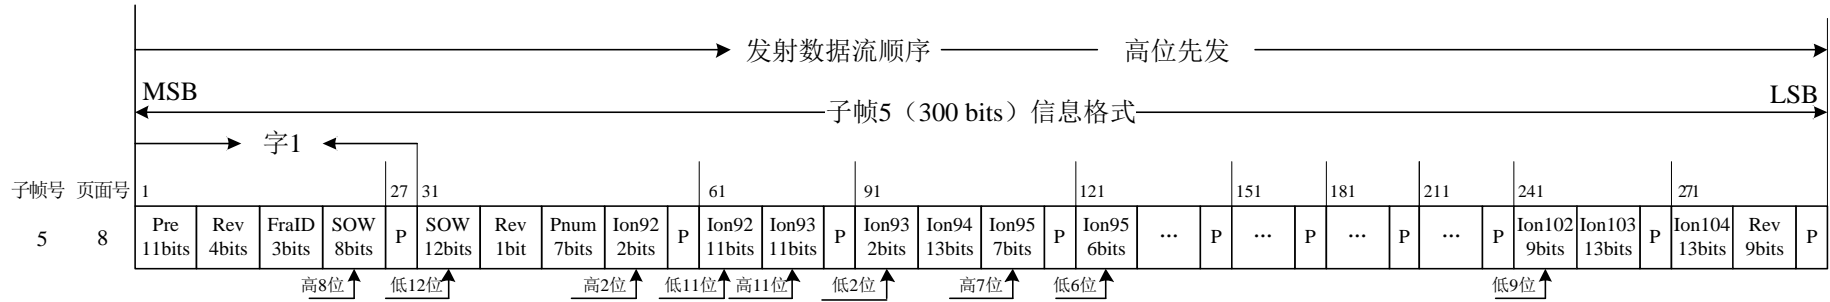 发射数据流顺序 高位先发
MSB LSB
子帧5（300 bits）信息格式
字1
子帧号 页面号 1 27 31 61 91 121 151 181 211 241 271
5 8 Pre 11bits Rev 4bits FraID 3bits SOW 8bits P SOW 12bits Rev 1bit Pnum 7bits Ion92 2bits P Ion92 11bits Ion93 11bits P Ion93 2bits Ion94 13bits Ion95 7bits P Ion95 6bits … P … P … P … P Ion102 9bits Ion103 13bits P Ion104 13bits Rev 9bits P
高8位 低12位 高2位 低11位 高11位 低2位 高7位 低6位 低9位